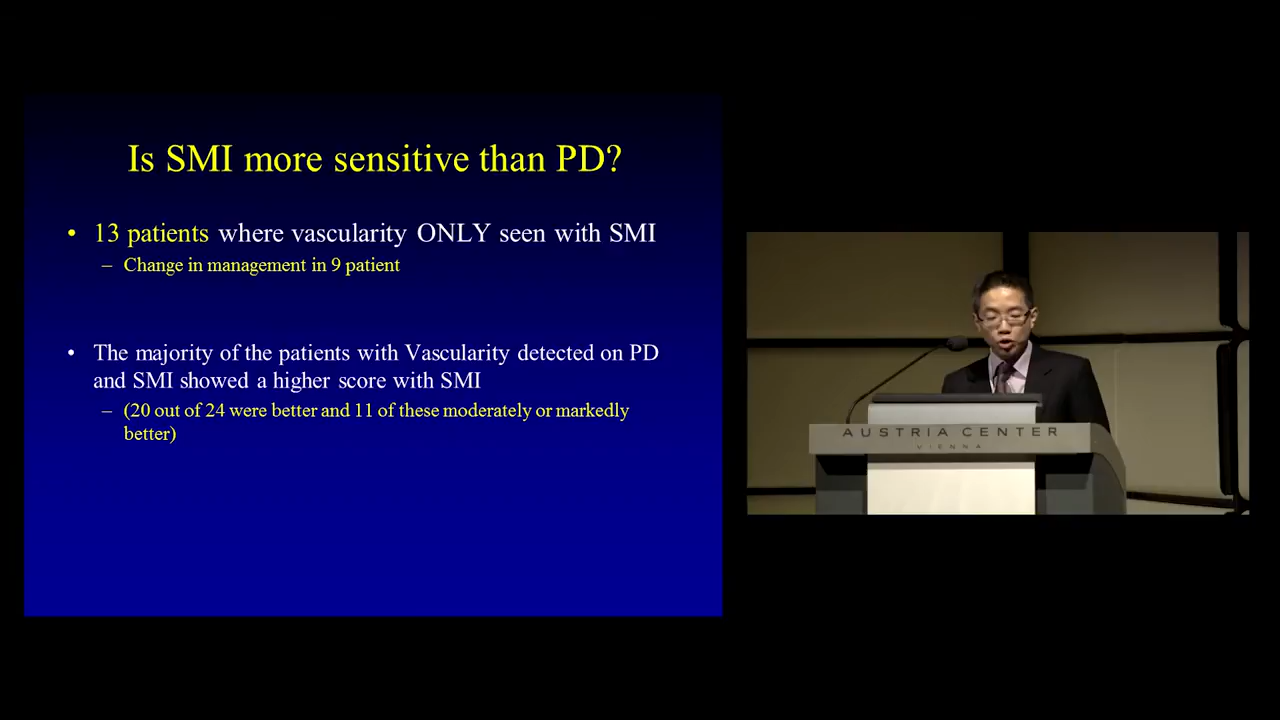 Is SMI more sensitive than PD?
• 13 patients where vascularity ONLY seen with SMI
– Change in management in 9 patient
• The majority of the patients with Vascularity detected on PD
and SMI showed a higher score with SMI
– (20 out of 24 were better and 11 of these moderately or markedly
better)
AUSTRIA CENTER
VIENNA